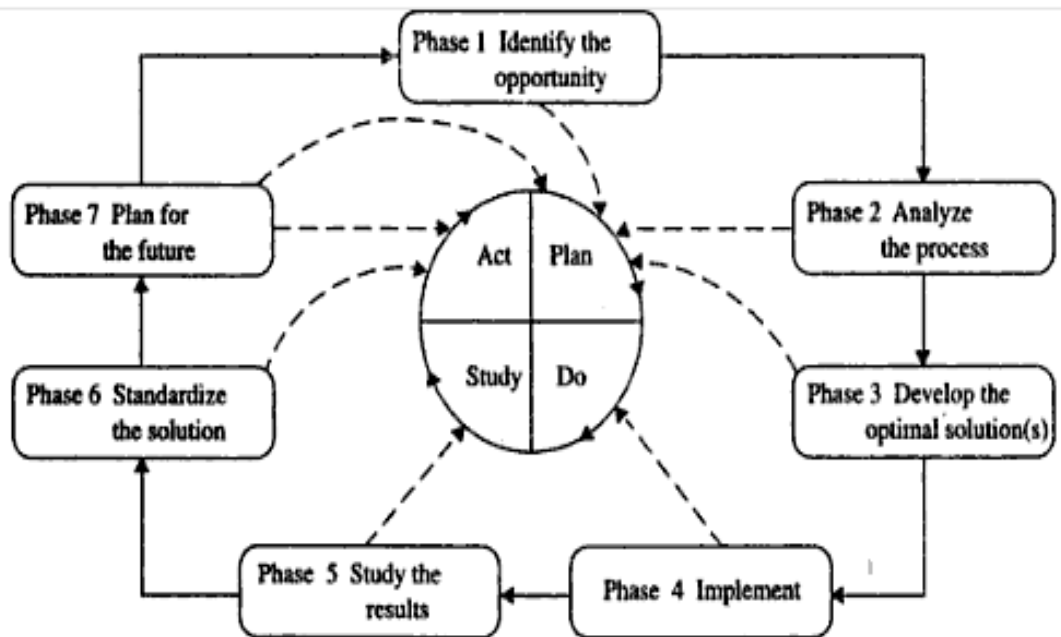 Phase 1 Identify the
opportunity
Phase 2 Analyze
the process
Phase 3 Develop the
optimal solution(s)
Phase 4 Implement
Phase 5 Study the
results
Phase 6 Standardize
the solution
Phase 7 Plan for
the future
Act
Plan
Study
Do